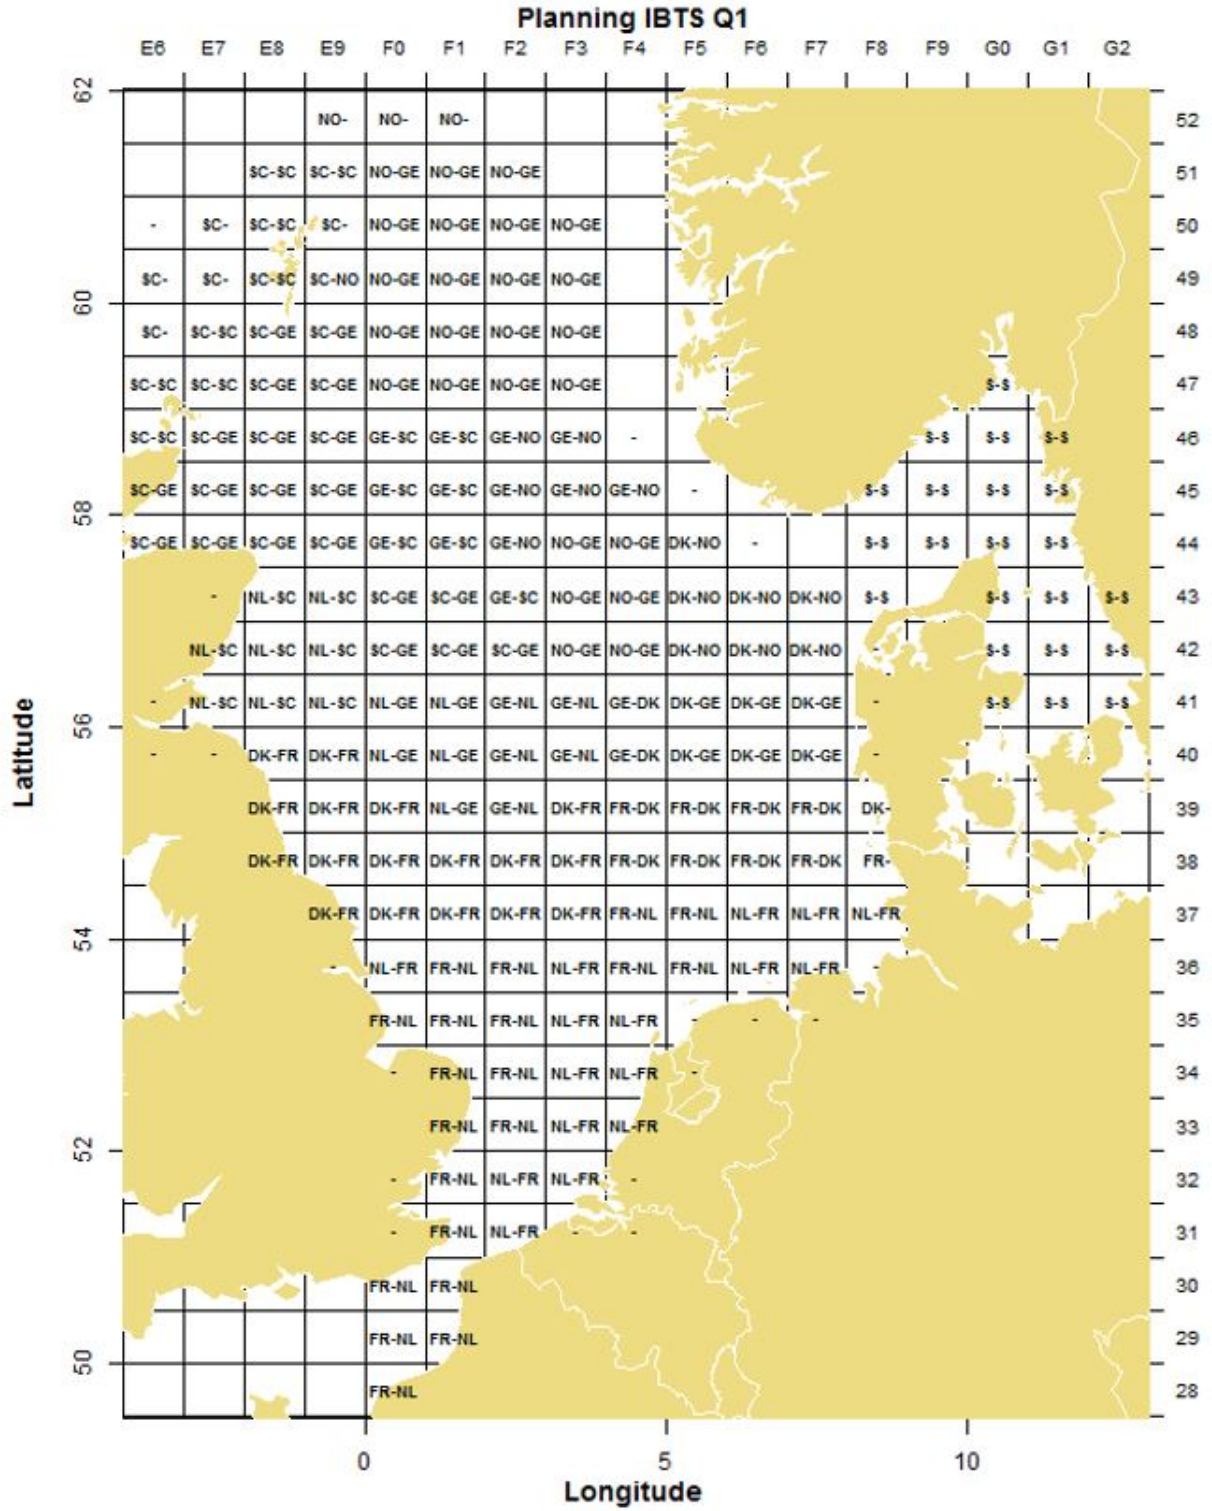 Planning IBTS Q1
E6 E7 E8 E9 F0 F1 F2 F3 F4 F5 F6 F7 F8 F9 G0 G1 G2
62
NO- NO- NO- 52
SC-SC SC-SC NO-GE NO-GE NO-GE 51
- SC- SC-SC SC- NO-GE NO-GE NO-GE NO-GE 50
SC- SC- SC-SC SC-NO NO-GE NO-GE NO-GE NO-GE 49
60
SC- SC-SC SC-GE SC-GE NO-GE NO-GE NO-GE NO-GE 48
SC-SC SC-SC SC-GE SC-GE NO-GE NO-GE NO-GE NO-GE S-S 47
SC-SC SC-GE SC-GE SC-GE GE-SC GE-SC GE-NO GE-NO - S-S S-S S-S 46
SC-GE SC-GE SC-GE SC-GE GE-SC GE-SC GE-NO GE-NO GE-NO - S-S S-S S-S S-S 45
58
SC-GE SC-GE SC-GE SC-GE GE-SC GE-SC GE-NO NO-GE NO-GE DK-NO - S-S S-S S-S S-S 44
- NL-SC NL-SC SC-GE SC-GE GE-SC NO-GE NO-GE DK-NO DK-NO DK-NO S-S S-S S-S S-S 43
NL-SC NL-SC NL-SC SC-GE SC-GE SC-GE NO-GE NO-GE DK-NO DK-NO DK-NO - S-S S-S S-S 42
- NL-SC NL-SC NL-SC NL-GE NL-GE GE-NL GE-NL GE-DK DK-GE DK-GE DK-GE - S-S S-S S-S 41
56
Latitude
- - DK-FR DK-FR NL-GE NL-GE GE-NL GE-NL GE-DK DK-GE DK-GE DK-GE - 40
DK-FR DK-FR DK-FR NL-GE GE-NL DK-FR FR-DK FR-DK FR-DK FR-DK DK- 39
DK-FR DK-FR DK-FR DK-FR DK-FR DK-FR FR-DK FR-DK FR-DK FR-DK FR- 38
DK-FR DK-FR DK-FR DK-FR DK-FR FR-NL FR-NL NL-FR NL-FR NL-FR 37
54
- NL-FR FR-NL FR-NL NL-FR FR-NL FR-NL NL-FR NL-FR - 36
FR-NL FR-NL FR-NL NL-FR NL-FR - - - 35
- FR-NL FR-NL NL-FR NL-FR - 34
FR-NL FR-NL NL-FR NL-FR 33
52
- FR-NL NL-FR NL-FR - 32
- FR-NL NL-FR - - 31
FR-NL FR-NL 30
FR-NL FR-NL 29
50
FR-NL 28
0 5 10
Longitude